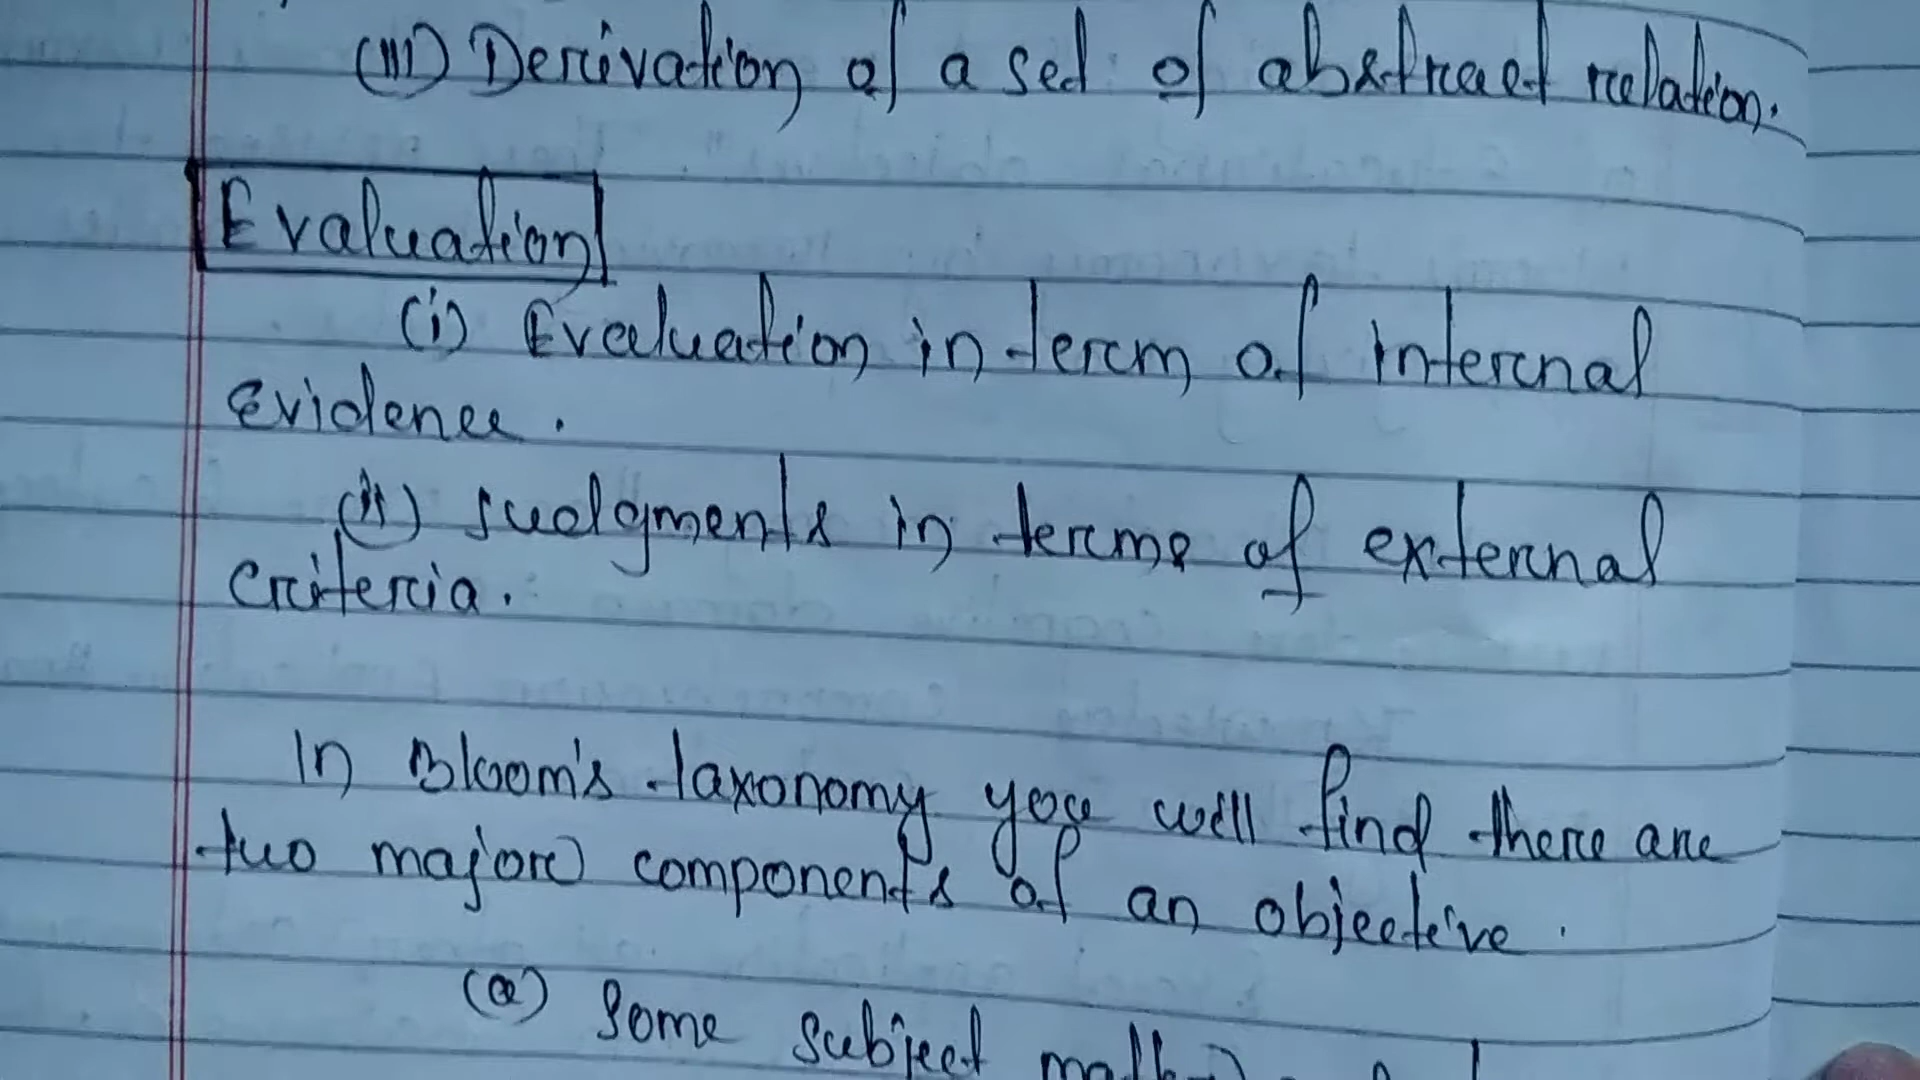 (iii) Derivation of a set of abstract relation.
Evaluation
(i) Evaluation in term of internal
evidence.
(ii) Judgments in terms of external
criteria.
In Bloom's taxonomy you will find there are
two major components of an objective.
(a) Some subject